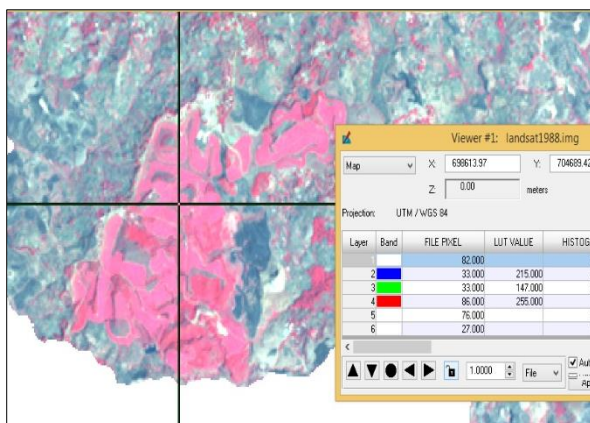 Viewer #1: landsat1988.img
Map X: 698613.97 Y: 704689.42
Z: 0.00 meters
Projection: UTM / WGS 84
Layer Band FILE PIXEL LUT VALUE HISTOG
1 82.000
2 33.000 215.000
3 33.000 147.000
4 86.000 255.000
5 76.000
6 27.000
1.0000 File Aut
Ap